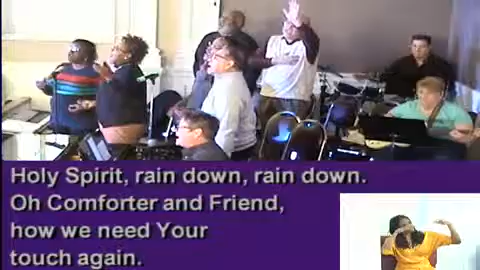 Holy Spirit, rain down, rain down.
Oh Comforter and Friend,
how we need Your
touch again.